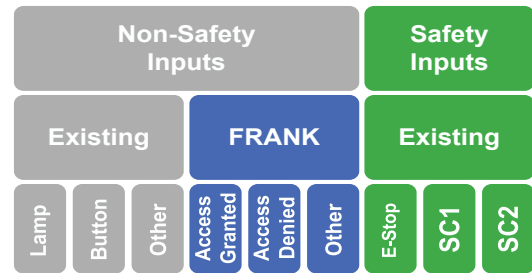 Non-Safety
Inputs
Safety
Inputs
Existing
FRANK
Existing
Lamp
Button
Other
Access
Granted
Access
Denied
Other
E-Stop
SC1
SC2